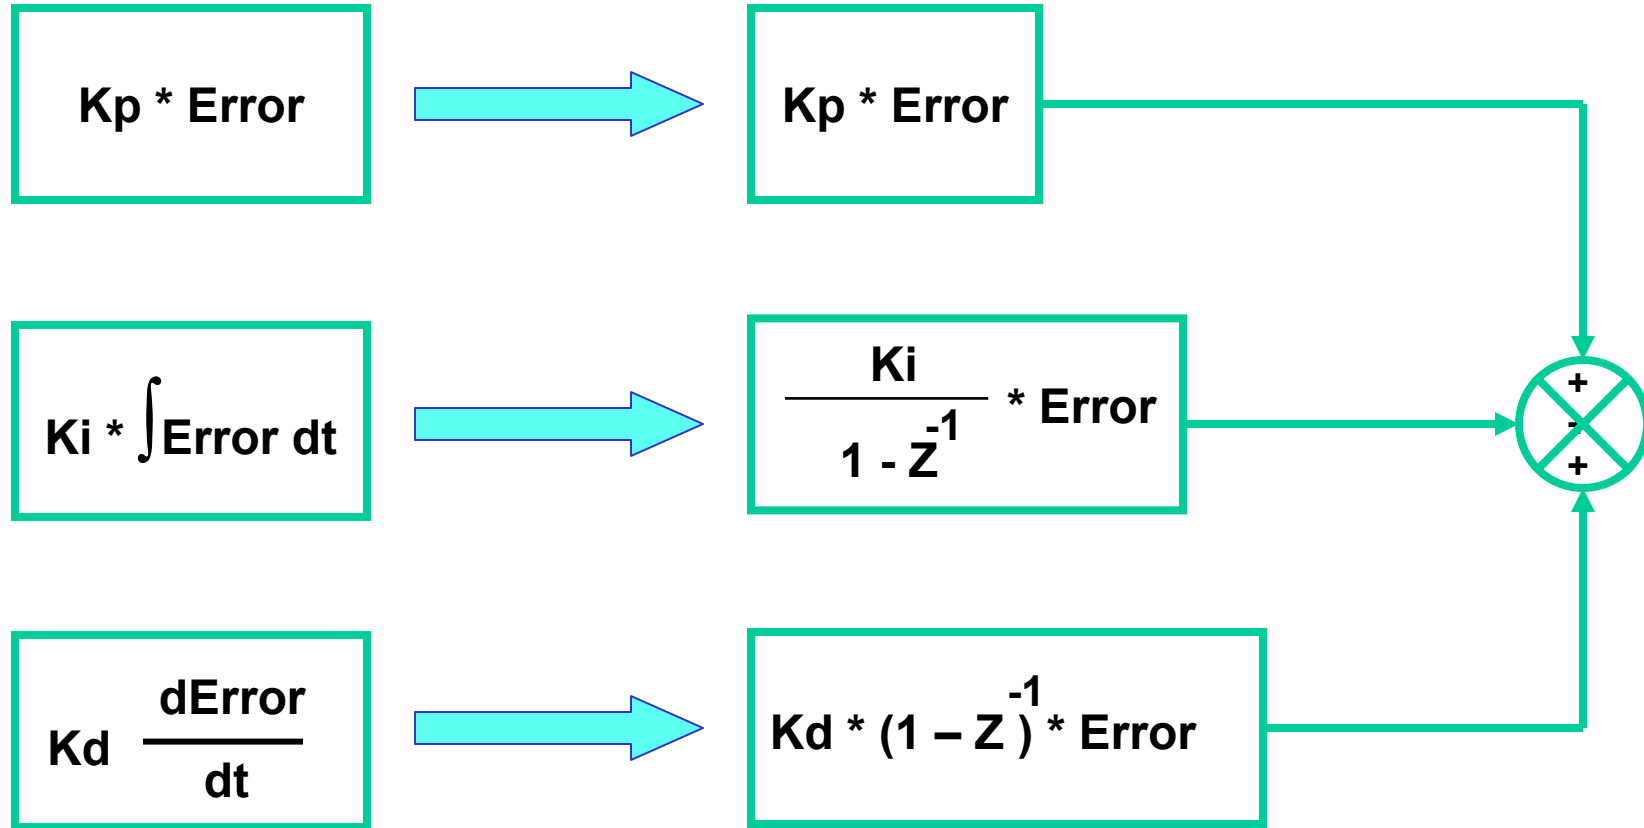 Kp * Error
Kp * Error
Ki * ∫Error dt
Ki
1 - Z-1
* Error
+
+
Kd
dError
dt
Kd * (1 – Z-1) * Error